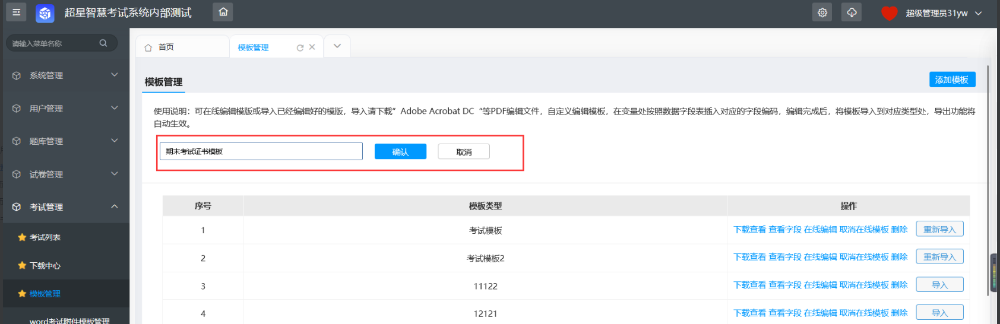 超星智慧考试系统内部测试
超级管理员31yw
请输入菜单名称
首页
模板管理
系统管理
用户管理
题库管理
试卷管理
考试管理
考试列表
下载中心
模板管理
word考试附件模板管理
模板管理
添加模板
使用说明：可在线编辑模版或导入已经编辑好的模版，导入请下载”Adobe Acrobat DC“等PDF编辑文件，自定义编辑模板，在变量处按照数据字段表插入对应的字段编码，编辑完成后，将模板导入到对应类型处，导出功能将
自动生效。
期末考试证书模板 确认 取消
序号 模板类型 操作
1 考试模板 下载查看 查看字段 在线编辑 取消在线模板 删除 重新导入
2 考试模板2 下载查看 查看字段 在线编辑 取消在线模板 删除 重新导入
3 11122 下载查看 查看字段 在线编辑 取消在线模板 删除 导入
4 12121 下载查看 查看字段 在线编辑 取消在线模板 删除 导入